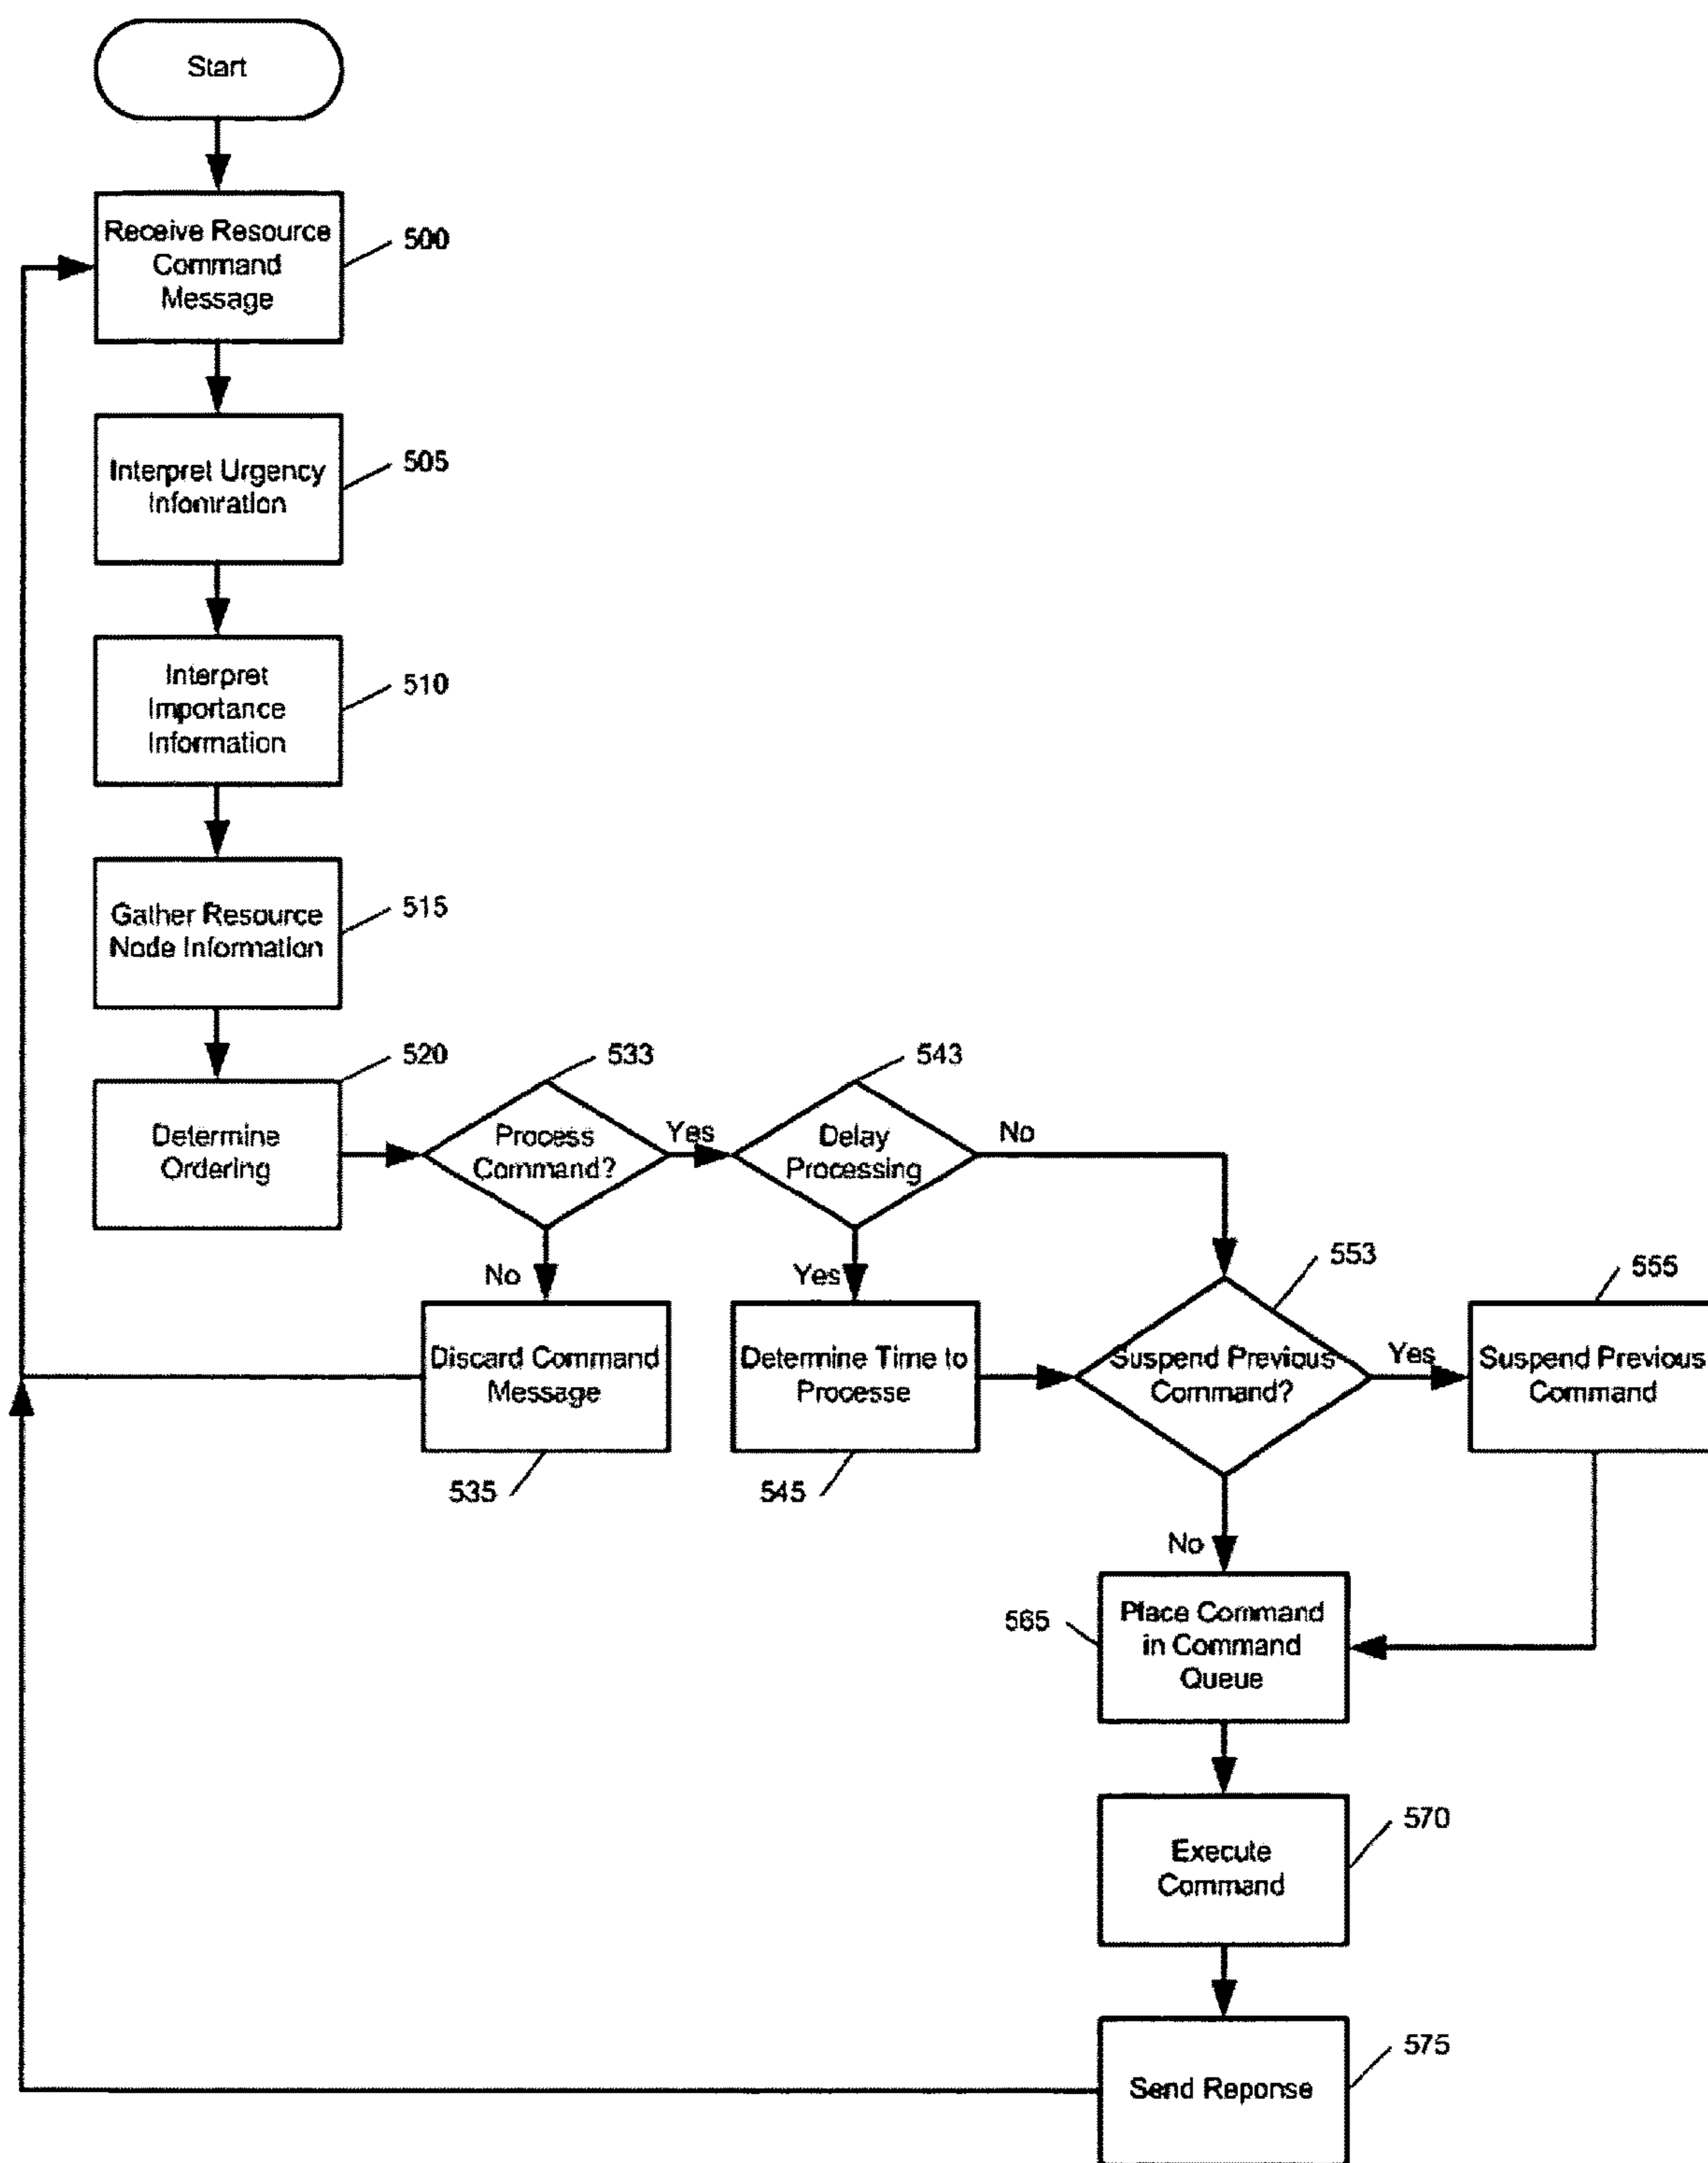 Start
Receive Resource
Command
Message
500
Interpret Urgency
Infomration
505
Interpret
Importance
Information
510
Gather Resource
Node Information
515
Determine
Ordering
520
Process
Command?
533
Yes
No
Delay
Processing
543
No
Yes
Discard Command
Message
535
Determine Time to
Processe
545
Suspend Previous
Command?
553
Yes
No
Suspend Previous
Command
555
Place Command
in Command
Queue
565
Execute
Command
570
Send Reponse
575